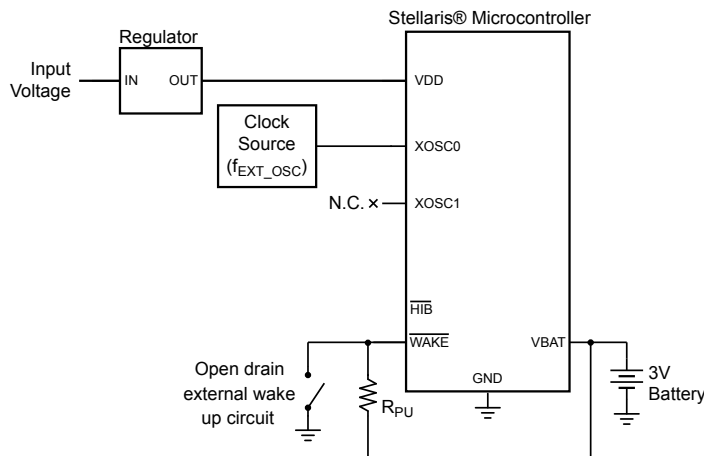 Stellaris® Microcontroller
Regulator
Input
Voltage
IN
OUT
VDD
Clock
Source
(fEXT_OSC)
XOSC0
N.C.
XOSC1
HIB
WAKE
VBAT
Open drain
external wake
up circuit
RPU
GND
3V
Battery